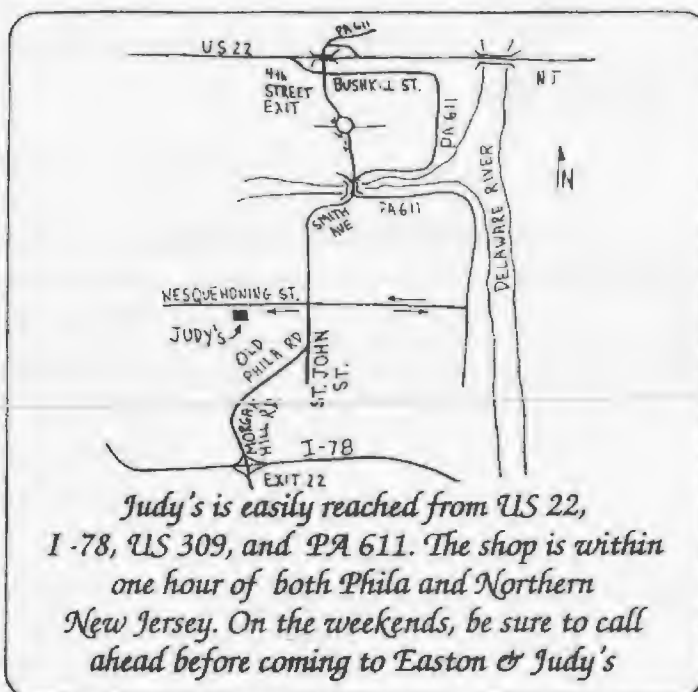 PA 611
US 22
4th
STREET
EXIT
BUSHKILL ST.
NJ
PA 611
DELAWARE RIVER
N
SMITH
AVE
PA 611
NESQUEHONING ST.
JUDY'S
OLD
PHILA RD
ST. JOHN
ST.
MORGAN
HILL RD.
I-78
EXIT 22
Judy's is easily reached from US 22,
I -78, US 309, and PA 611. The shop is within
one hour of both Phila and Northern
New Jersey. On the weekends, be sure to call
ahead before coming to Easton & Judy's